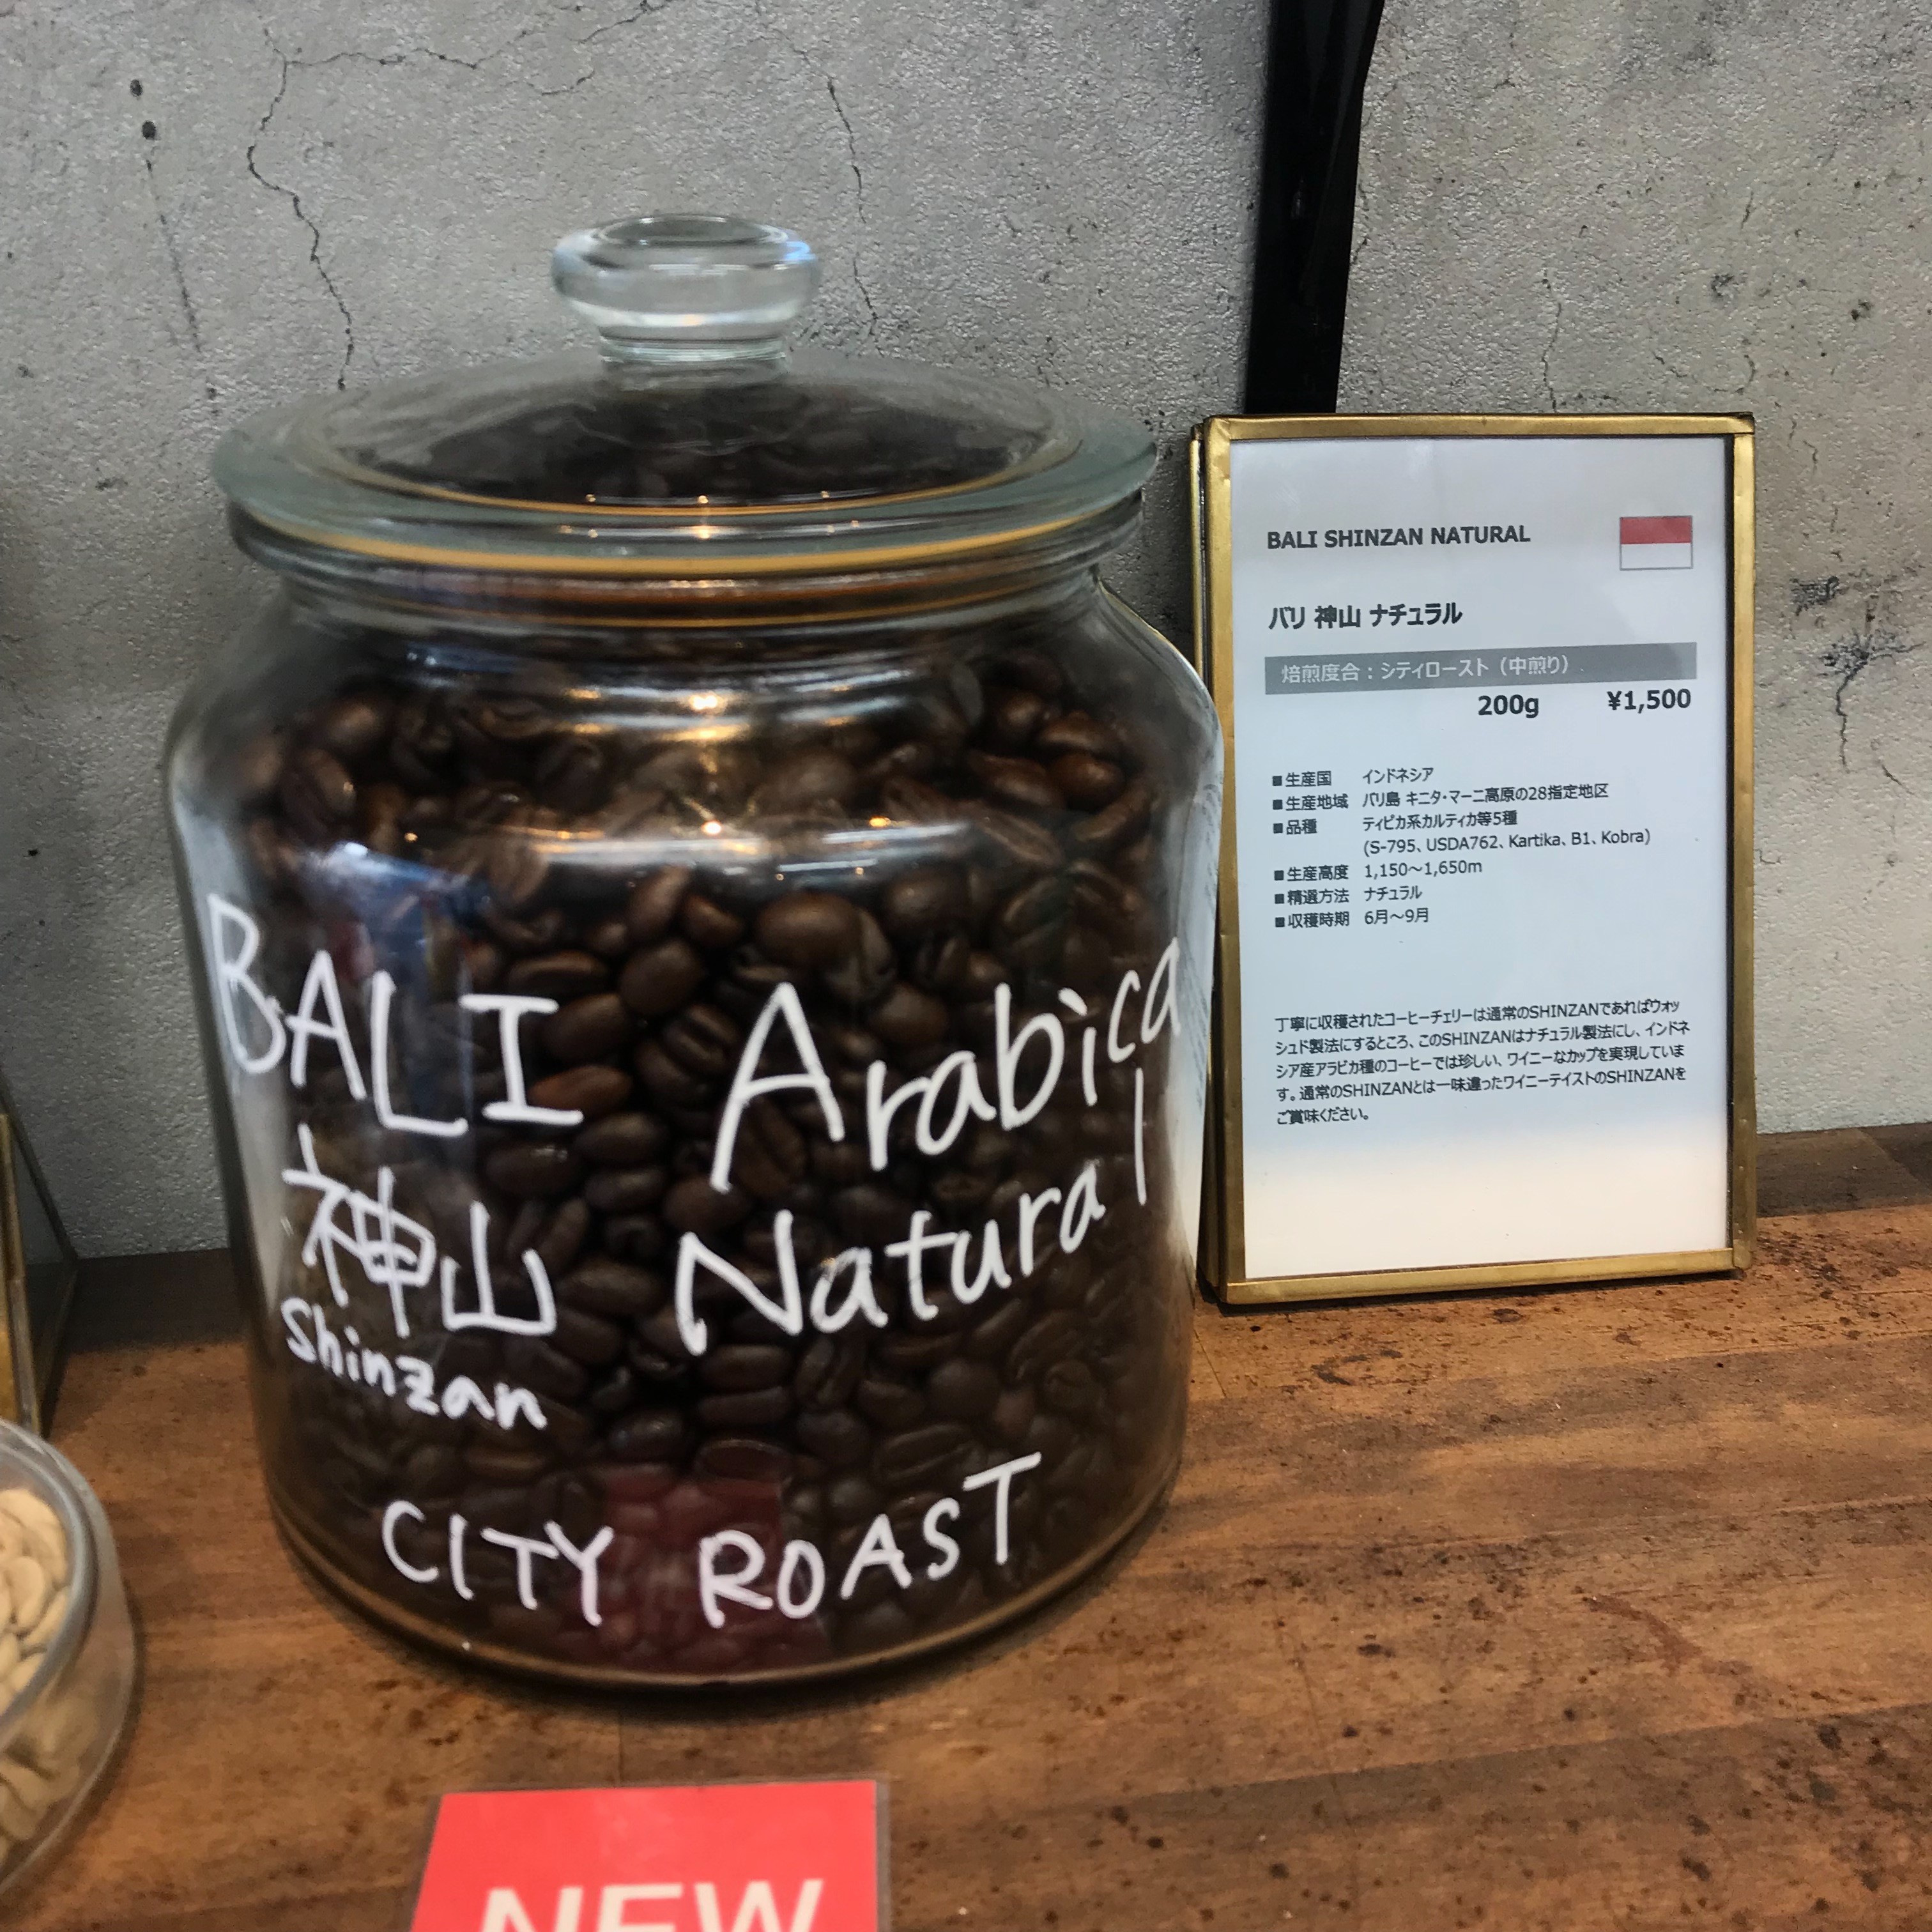 BALI Arabica
神山 Natural
Shinzan
CITY ROAST
NEW
BALI SHINZAN NATURAL
バリ 神山 ナチュラル
焙煎度合：シティロースト（中煎り）
200g ¥1,500
■生産国 インドネシア
■生産地域 バリ島 キニタ・マーニ高原の28指定地区
■品種 ティピカ系カルティカ等5種
(S-795、USDA762、Kartika、B1、Kobra)
■生産高度 1,150～1,650m
■精選方法 ナチュラル
■収穫時期 6月～9月
丁寧に収穫されたコーヒーチェリーは通常のSHINZANであればウォッ
シュド製法にするところ、このSHINZANはナチュラル製法にし、インドネ
シア産アラビカ種のコーヒーでは珍しい、ワイニーなカップを実現していま
す。通常のSHINZANとは一味違ったワイニーテイストのSHINZANを
ご賞味ください。